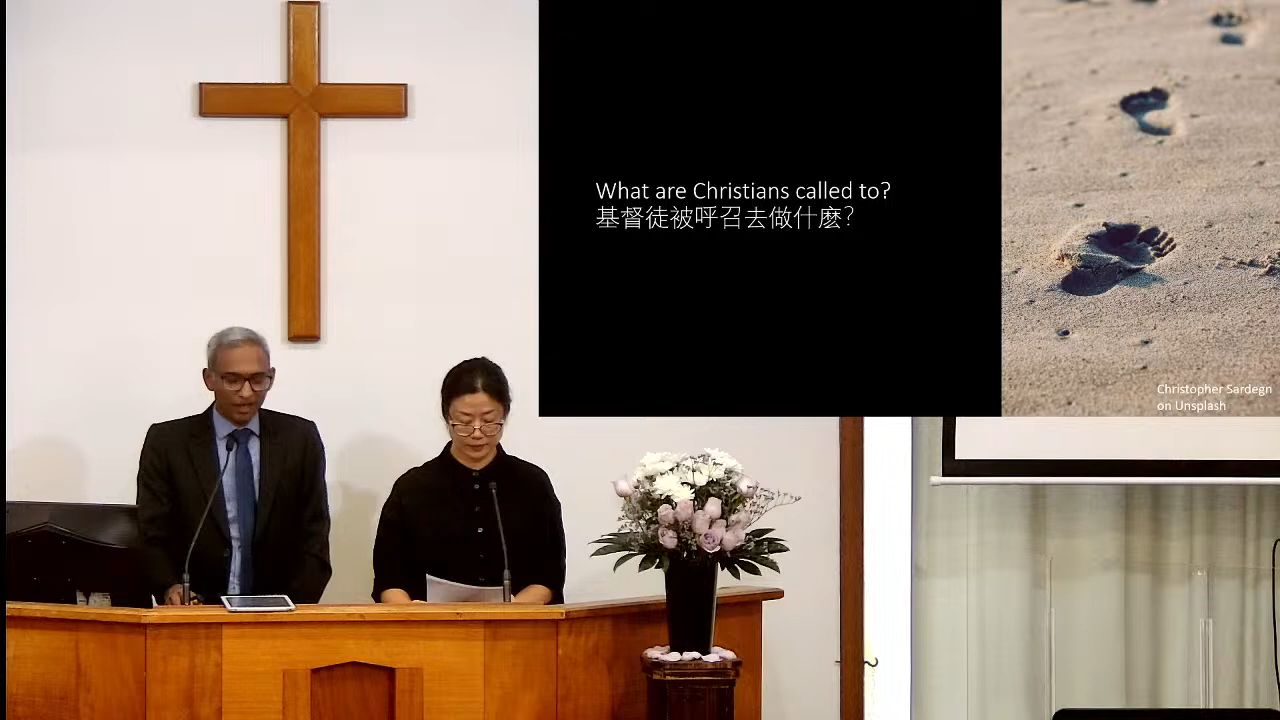 What are Christians called to?
基督徒被呼召去做什麼?
Christopher Sardegn
on Unsplash